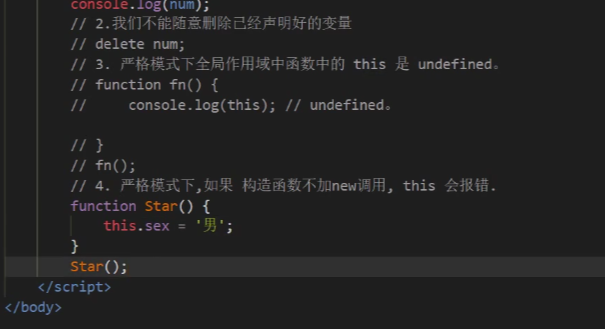 console.log(num);
// 2.我们不能随意删除已经声明好的变量
// delete num;
// 3. 严格模式下全局作用域中函数中的 this 是 undefined。
// function fn() {
//     console.log(this); // undefined。
// }
// fn();
// 4. 严格模式下,如果 构造函数不加new调用, this 会报错.
function Star() {
    this.sex = '男';
}
Star();
</script>
</body>